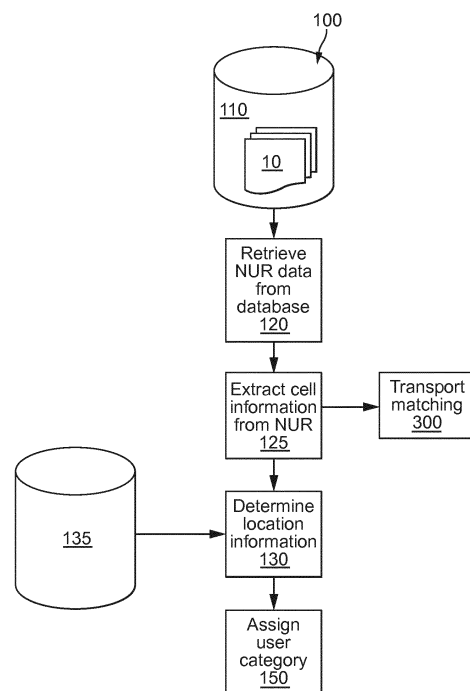 100
110
10
Retrieve
NUR data
from
database
120
Extract cell
information
from NUR
125
Transport
matching
300
135
Determine
location
information
130
Assign
user
category
150